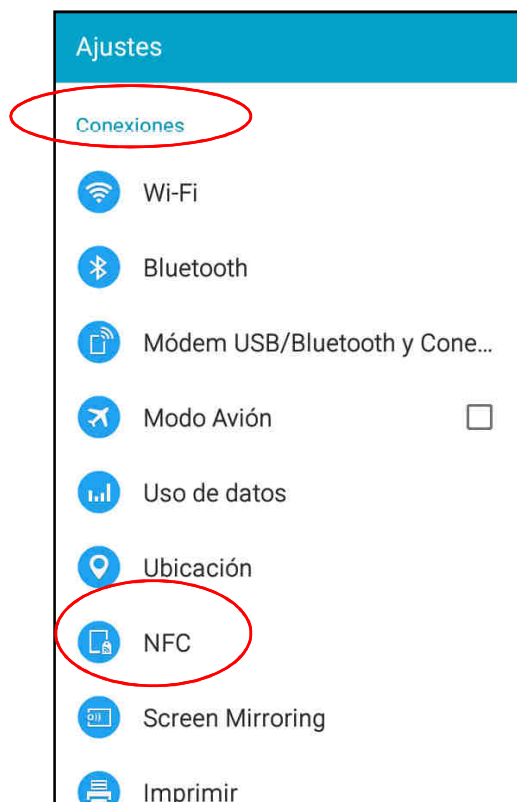 Ajustes
Conexiones
Wi-Fi
Bluetooth
Módem USB/Bluetooth y Cone...
Modo Avión
Uso de datos
Ubicación
NFC
Screen Mirroring
Imprimir